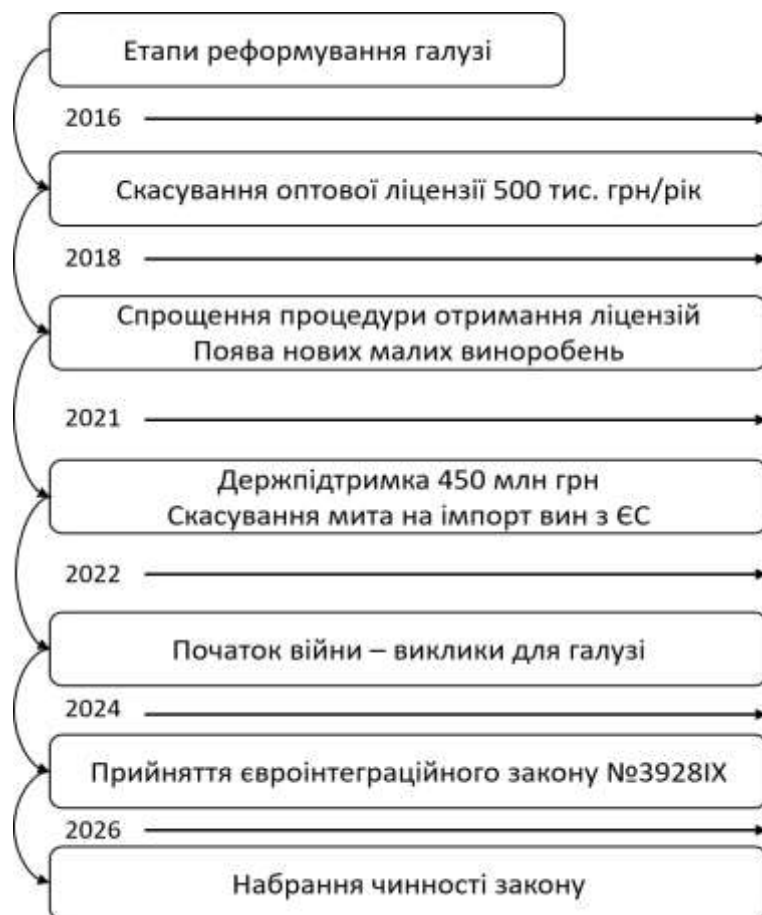 Етапи реформування галузі
2016
Скасування оптової ліцензії 500 тис. грн/рік
2018
Спрощення процедури отримання ліцензій
Поява нових малих виноробень
2021
Держпідтримка 450 млн грн
Скасування мита на імпорт вин з ЄС
2022
Початок війни – виклики для галузі
2024
Прийняття євроінтеграційного закону №3928IX
2026
Набрання чинності закону